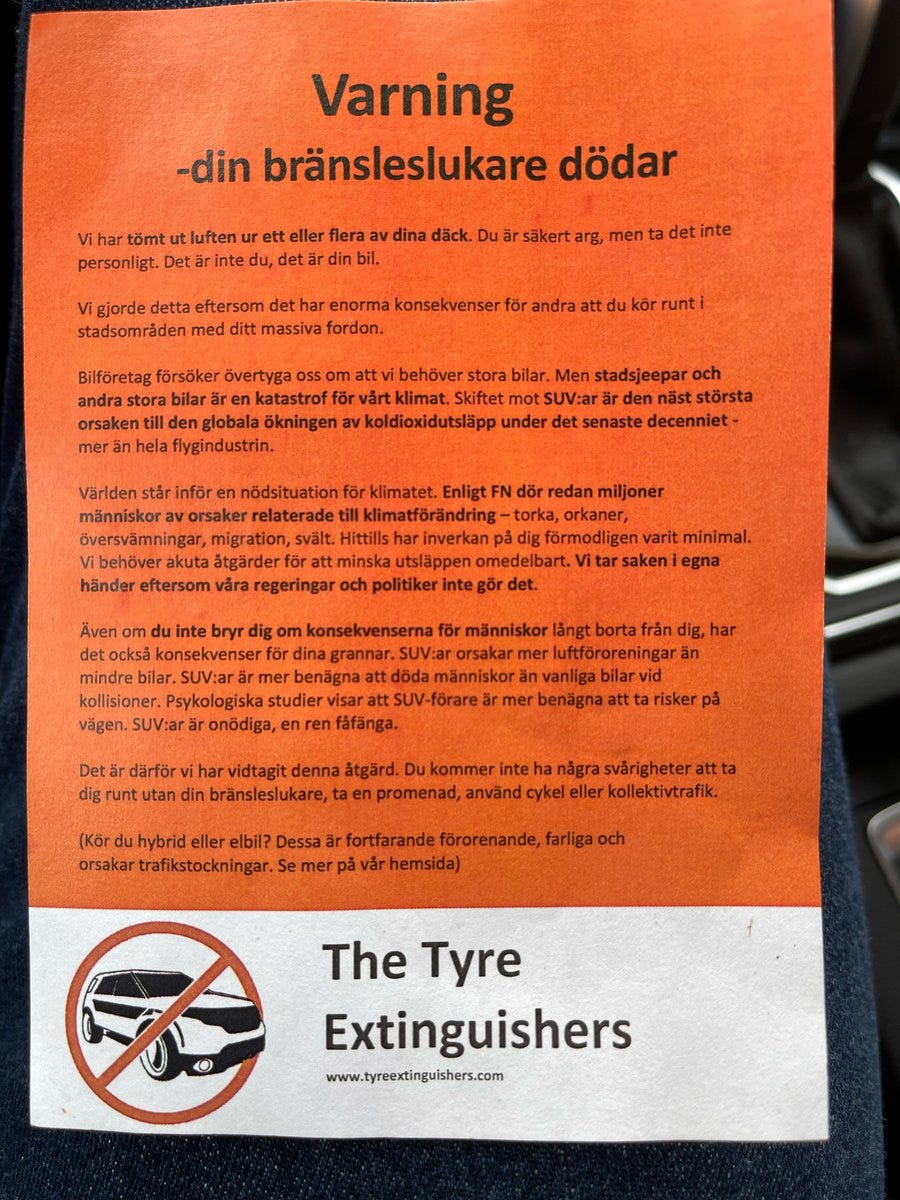 Varning
-din bränsleslukare dödar
Vi har tömt ut luften ur ett eller flera av dina däck. Du är säkert arg, men ta det inte
personligt. Det är inte du, det är din bil.
Vi gjorde detta eftersom det har enorma konsekvenser för andra att du kör runt i
stadsområden med ditt massiva fordon.
Bilföretag försöker övertyga oss om att vi behöver stora bilar. Men stadsjeepar och
andra stora bilar är en katastrof för vårt klimat. Skiftet mot SUV:ar är den näst största
orsaken till den globala ökningen av koldioxidutsläpp under det senaste decenniet -
mer än hela flygindustrin.
Världen står inför en nödsituation för klimatet. Enligt FN dör redan miljoner
människor av orsaker relaterade till klimatförändring – torka, orkaner,
översvämningar, migration, svält. Hittills har inverkan på dig förmodligen varit minimal.
Vi behöver akuta åtgärder för att minska utsläppen omedelbart. Vi tar saken i egna
händer eftersom våra regeringar och politiker inte gör det.
Även om du inte bryr dig om konsekvenserna för människor långt borta från dig, har
det också konsekvenser för dina grannar. SUV:ar orsakar mer luftföroreningar än
mindre bilar. SUV:ar är mer benägna att döda människor än vanliga bilar vid
kollisioner. Psykologiska studier visar att SUV-förare är mer benägna att ta risker på
vägen. SUV:ar är onödiga, en ren fåfänga.
Det är därför vi har vidtagit denna åtgärd. Du kommer inte ha några svårigheter att ta
dig runt utan din bränsleslukare, ta en promenad, använd cykel eller kollektivtrafik.
(Kör du hybrid eller elbil? Dessa är fortfarande förorenande, farliga och
orsakar trafikstockningar. Se mer på vår hemsida)
The Tyre
Extinguishers
www.tyreextinguishers.com